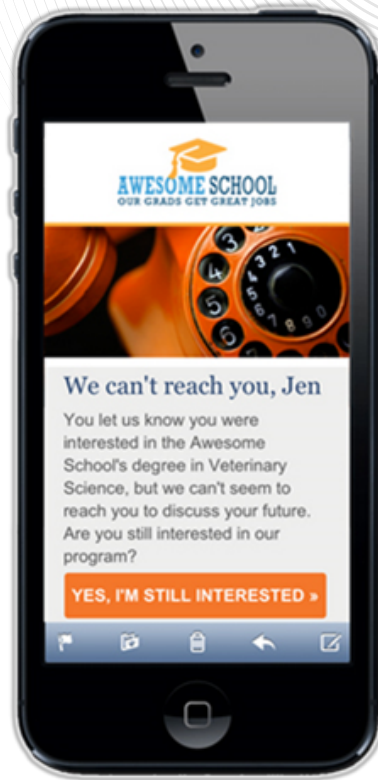 AWESOME SCHOOL
OUR GRADS GET GREAT JOBS
We can't reach you, Jen
You let us know you were
interested in the Awesome
School's degree in Veterinary
Science, but we can't seem to
reach you to discuss your future.
Are you still interested in our
program?
YES, I'M STILL INTERESTED »